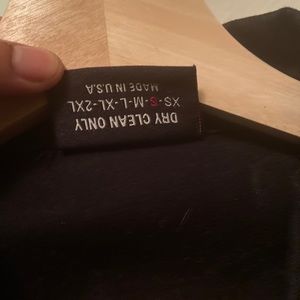 DRY CLEAN ONLY
XS-S-M-L-XL-2XL
MADE IN U.S.A